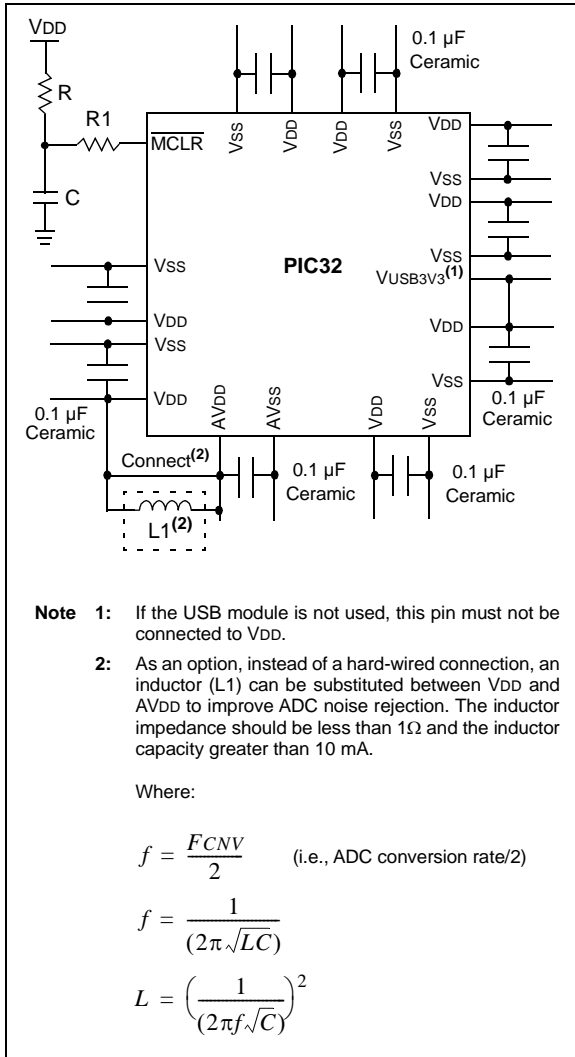 VDD
R
R1
C
MCLR
VSS
VDD
VDD
VSS
0.1 µF
Ceramic
VDD
VSS
VDD
VSS
VUSB3V3(1)
VDD
VSS
PIC32
VSS
VDD
VSS
VDD
0.1 µF
Ceramic
AVDD
AVSS
VDD
VSS
0.1 µF
Ceramic
Connect(2)
L1(2)
0.1 µF
Ceramic
0.1 µF
Ceramic
Note 1: If the USB module is not used, this pin must not be
connected to VDD.
2: As an option, instead of a hard-wired connection, an
inductor (L1) can be substituted between VDD and
AVDD to improve ADC noise rejection. The inductor
impedance should be less than 1Ω and the inductor
capacity greater than 10 mA.
Where:
f = FCNV / 2 (i.e., ADC conversion rate/2)
f = 1 / (2π√LC)
L = (1 / (2πf√C))²